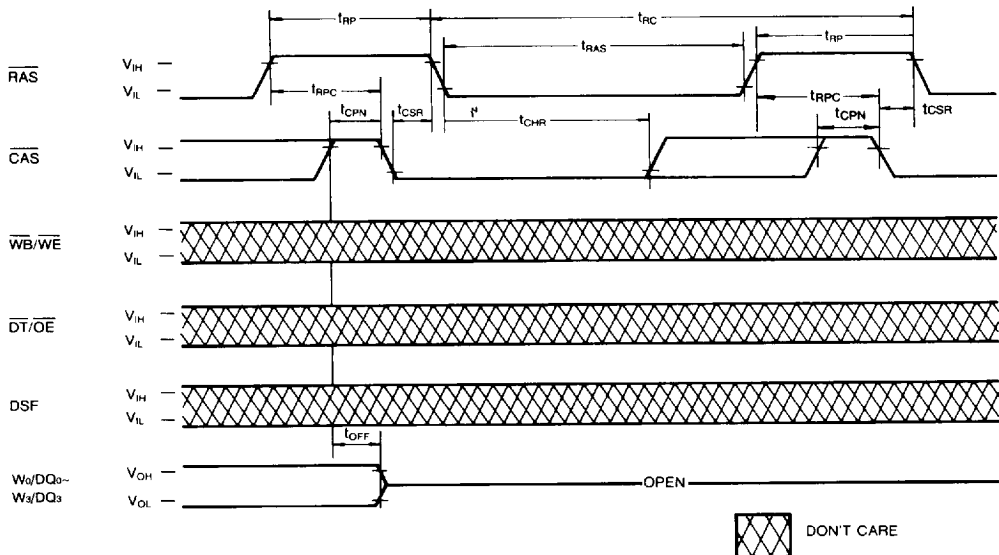 tRP tRC
tRAS tRP
RAS VIH
VIL
tRPC tRPC
tCPN tCSR tCHR tCPN tCSR
CAS VIH
VIL
WB/WE VIH
VIL
DT/OE VIH
VIL
DSF VIH
VIL
tOFF
W0/DQ0~
W3/DQ3
VOH
VOL
OPEN
DON'T CARE